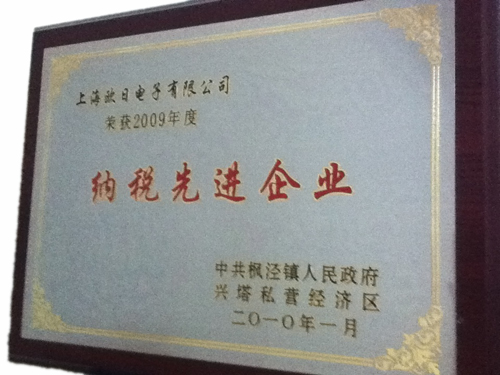 上海欧日电子有限公司
荣获2009年度
纳税先进企业
中共枫泾镇人民政府
兴塔私营经济区
二〇一〇年一月